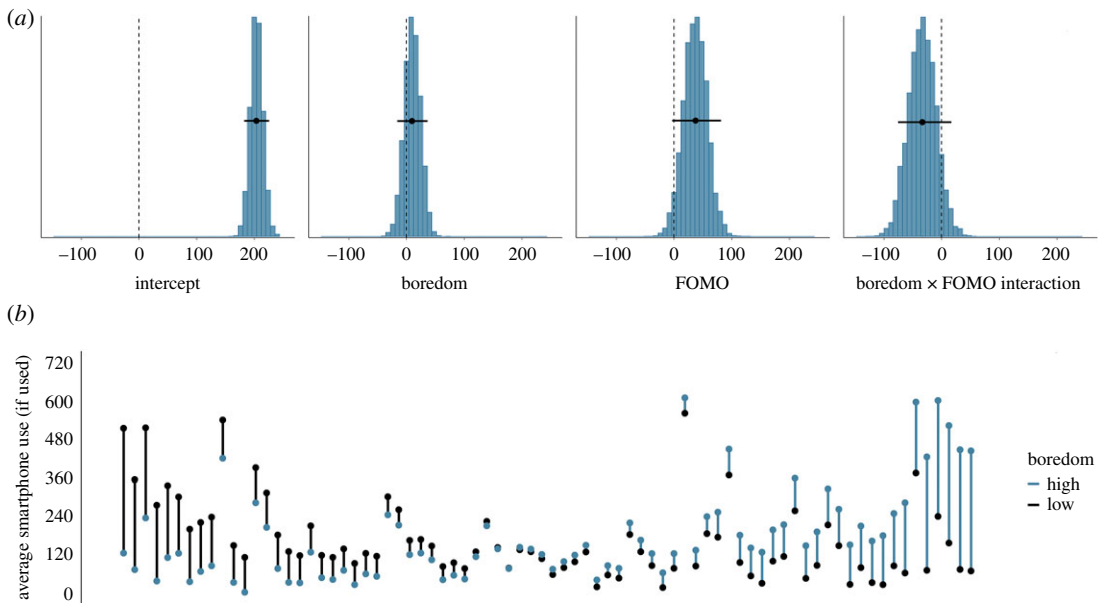 (a)
−100 0 100 200 −100 0 100 200 −100 0 100 200 −100 0 100 200
intercept boredom FOMO boredom × FOMO interaction
(b)
average smartphone use (if used)
720
600
480
360
240
120
0
boredom
high
low